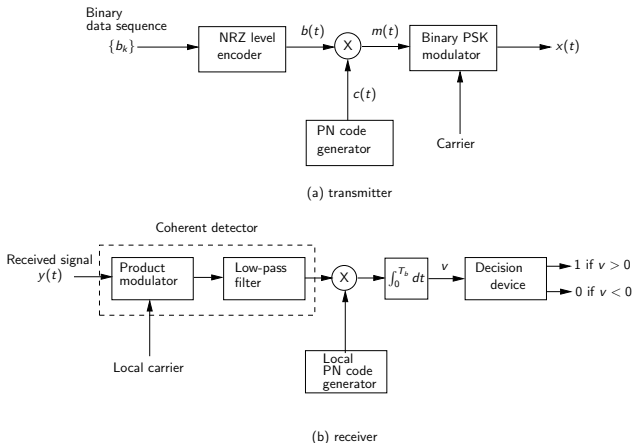 Binary
data sequence
{b_k}
NRZ level
encoder
b(t)
X
m(t)
Binary PSK
modulator
x(t)
c(t)
PN code
generator
Carrier
(a) transmitter
Coherent detector
Received signal
y(t)
Product
modulator
Low-pass
filter
X
∫_0^{T_b} dt
v
Decision
device
1 if v > 0
0 if v < 0
Local carrier
Local
PN code
generator
(b) receiver